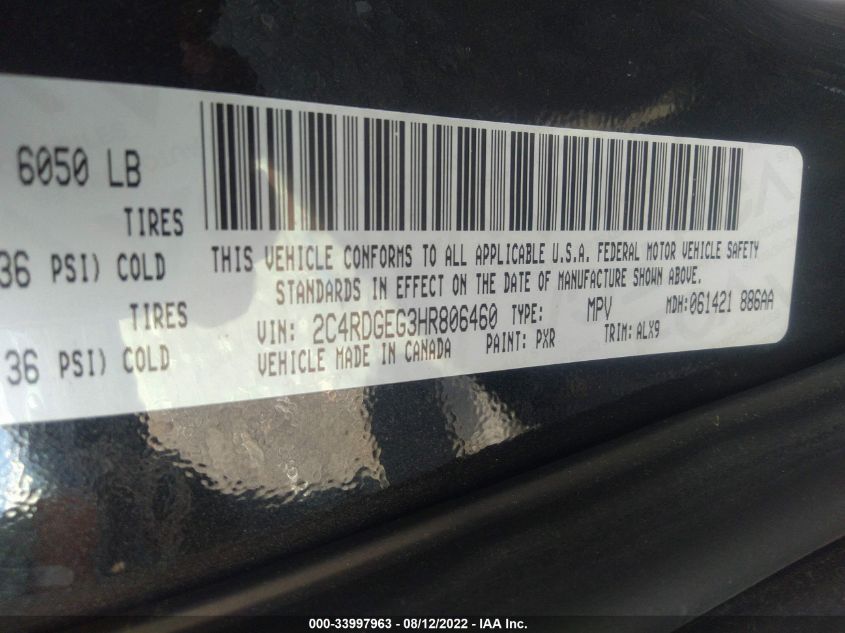 6050 LB
TIRES
36 PSI) COLD
TIRES
36 PSI) COLD
THIS VEHICLE CONFORMS TO ALL APPLICABLE U.S.A. FEDERAL MOTOR VEHICLE SAFETY
STANDARDS IN EFFECT ON THE DATE OF MANUFACTURE SHOWN ABOVE.
VIN: 2C4RDGEG3HR806460 TYPE: MPV MDH:061421 886AA
VEHICLE MADE IN CANADA PAINT: PXR TRIM:ALX9
000-33997963 - 08/12/2022 - IAA Inc.